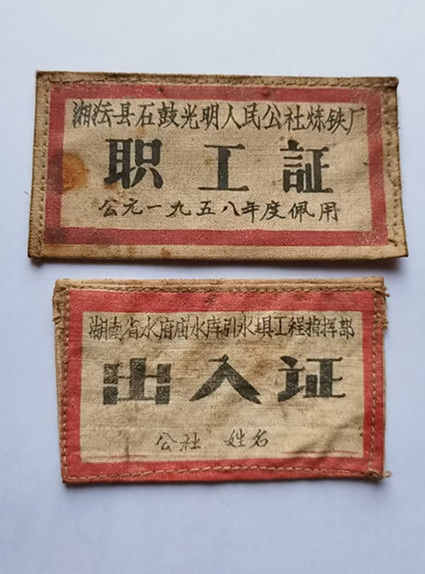 湘潭县石鼓光明人民公社炼铁厂
职工証
公元一九五八年度佩用
湖南省水府庙水库引水坝工程指挥部
出入证
公社 姓名